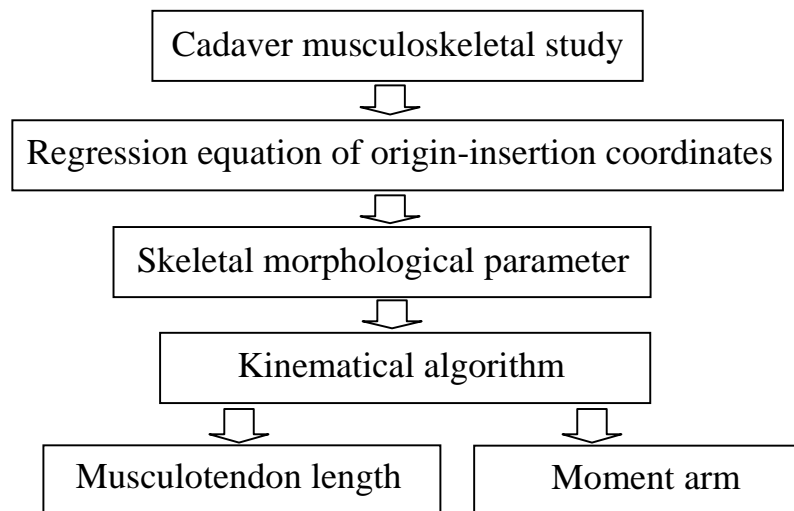 Cadaver musculoskeletal study
Regression equation of origin-insertion coordinates
Skeletal morphological parameter
Kinematical algorithm
Musculotendon length
Moment arm